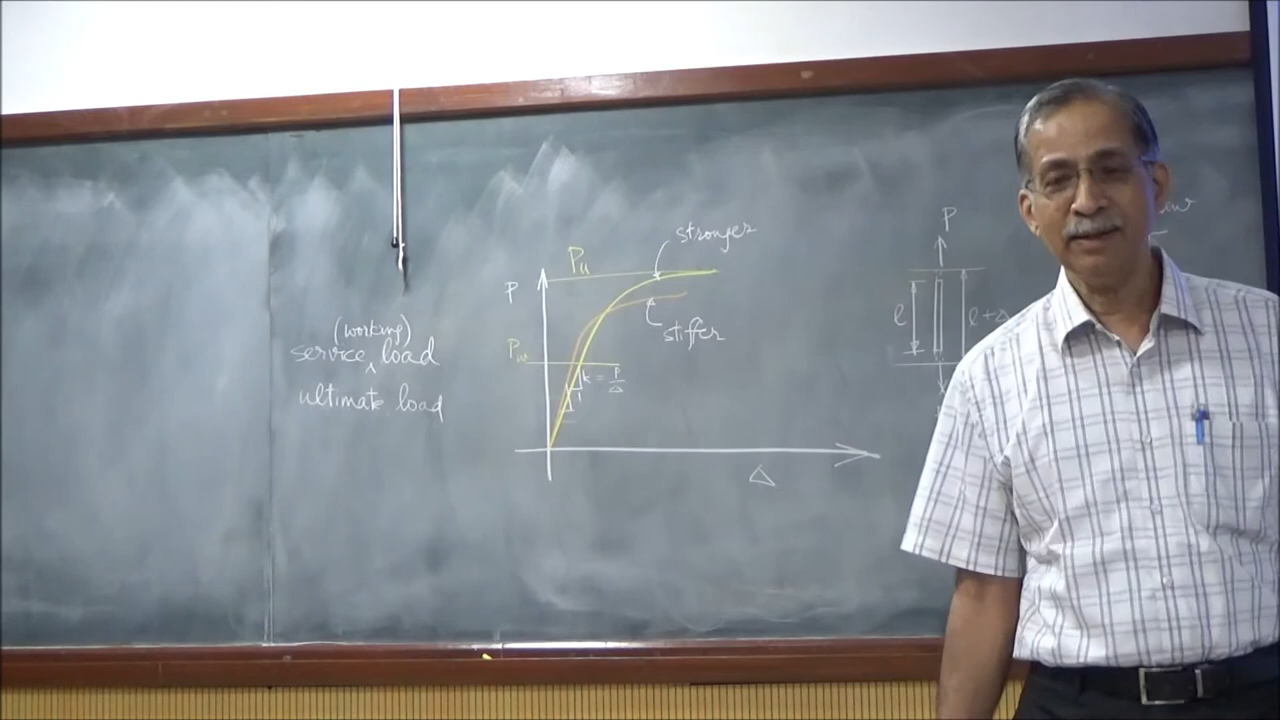 (working)
service ^ load
ultimate load
P
Pu
stronger
stiffer
Pw
k = P/Δ
1
Δ
P
l
l + Δ